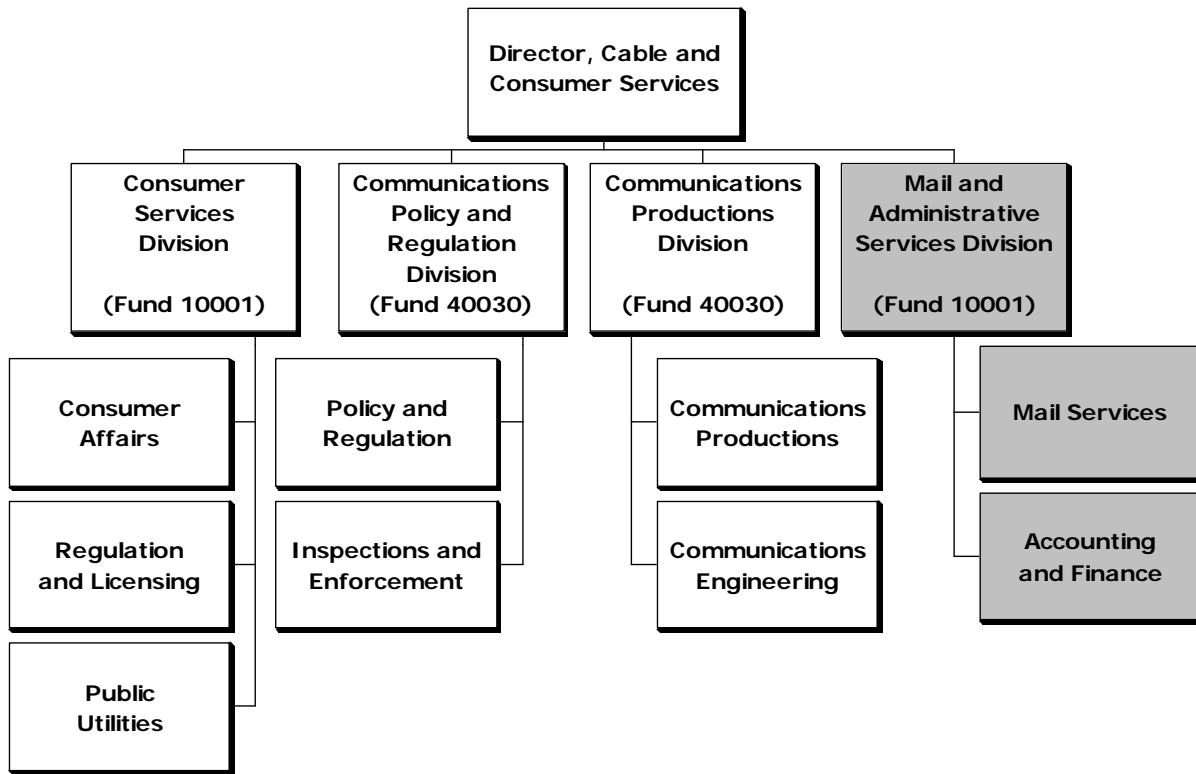 Director, Cable and
Consumer Services
Consumer
Services
Division
(Fund 10001)
Communications
Policy and
Regulation
Division
(Fund 40030)
Communications
Productions
Division
(Fund 40030)
Mail and
Administrative
Services Division
(Fund 10001)
Consumer
Affairs
Regulation
and Licensing
Public
Utilities
Policy and
Regulation
Inspections and
Enforcement
Communications
Productions
Communications
Engineering
Mail Services
Accounting
and Finance